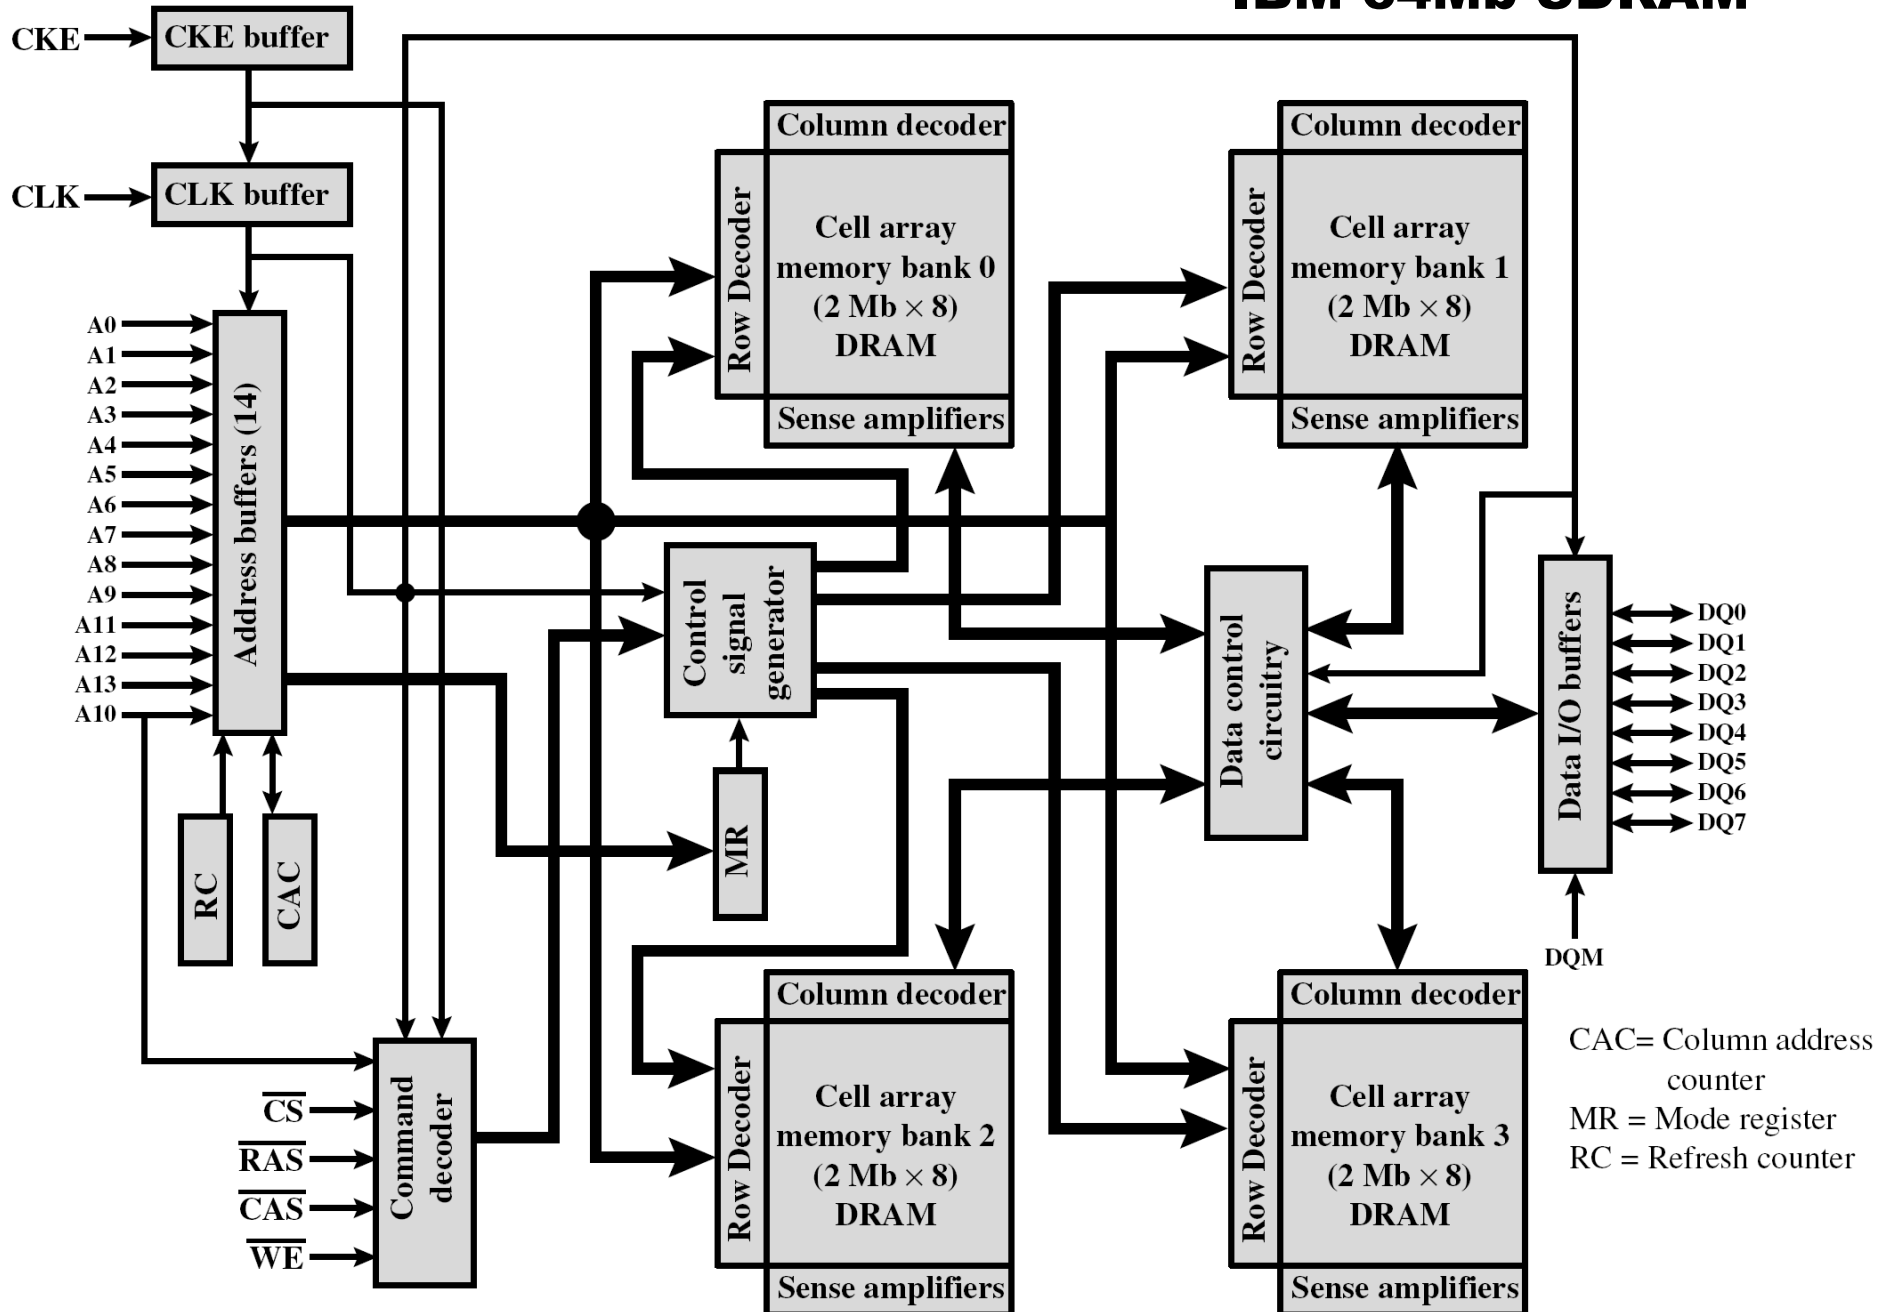 IBM 64Mb SDRAM
CKE
CKE buffer
CLK
CLK buffer
A0
A1
A2
A3
A4
A5
A6
A7
A8
A9
A11
A12
A13
A10
Address buffers (14)
RC
CAC
CS
RAS
CAS
WE
Command
decoder
Control
signal
generator
MR
Column decoder
Row Decoder
Cell array
memory bank 0
(2 Mb × 8)
DRAM
Sense amplifiers
Column decoder
Row Decoder
Cell array
memory bank 1
(2 Mb × 8)
DRAM
Sense amplifiers
Data control
circuitry
Data I/O buffers
DQ0
DQ1
DQ2
DQ3
DQ4
DQ5
DQ6
DQ7
DQM
Column decoder
Row Decoder
Cell array
memory bank 2
(2 Mb × 8)
DRAM
Sense amplifiers
Column decoder
Row Decoder
Cell array
memory bank 3
(2 Mb × 8)
DRAM
Sense amplifiers
CAC= Column address
counter
MR = Mode register
RC = Refresh counter